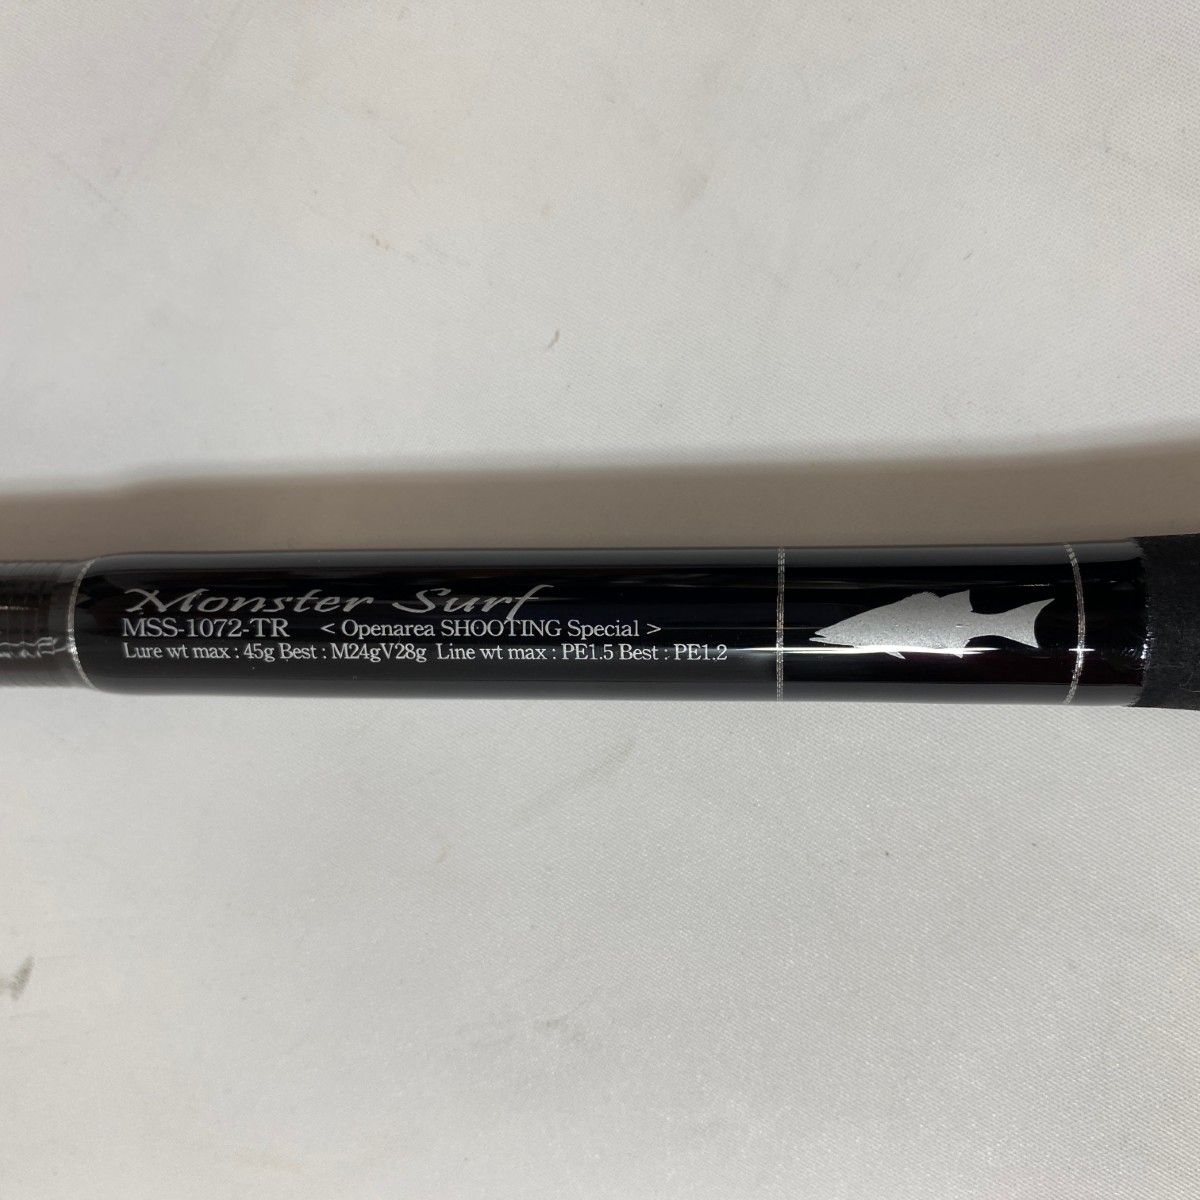 Monster Surf
MSS-1072-TR < Openarea SHOOTING Special >
Lure wt max : 45g Best : M24gV28g Line wt max : PE1.5 Best : PE1.2